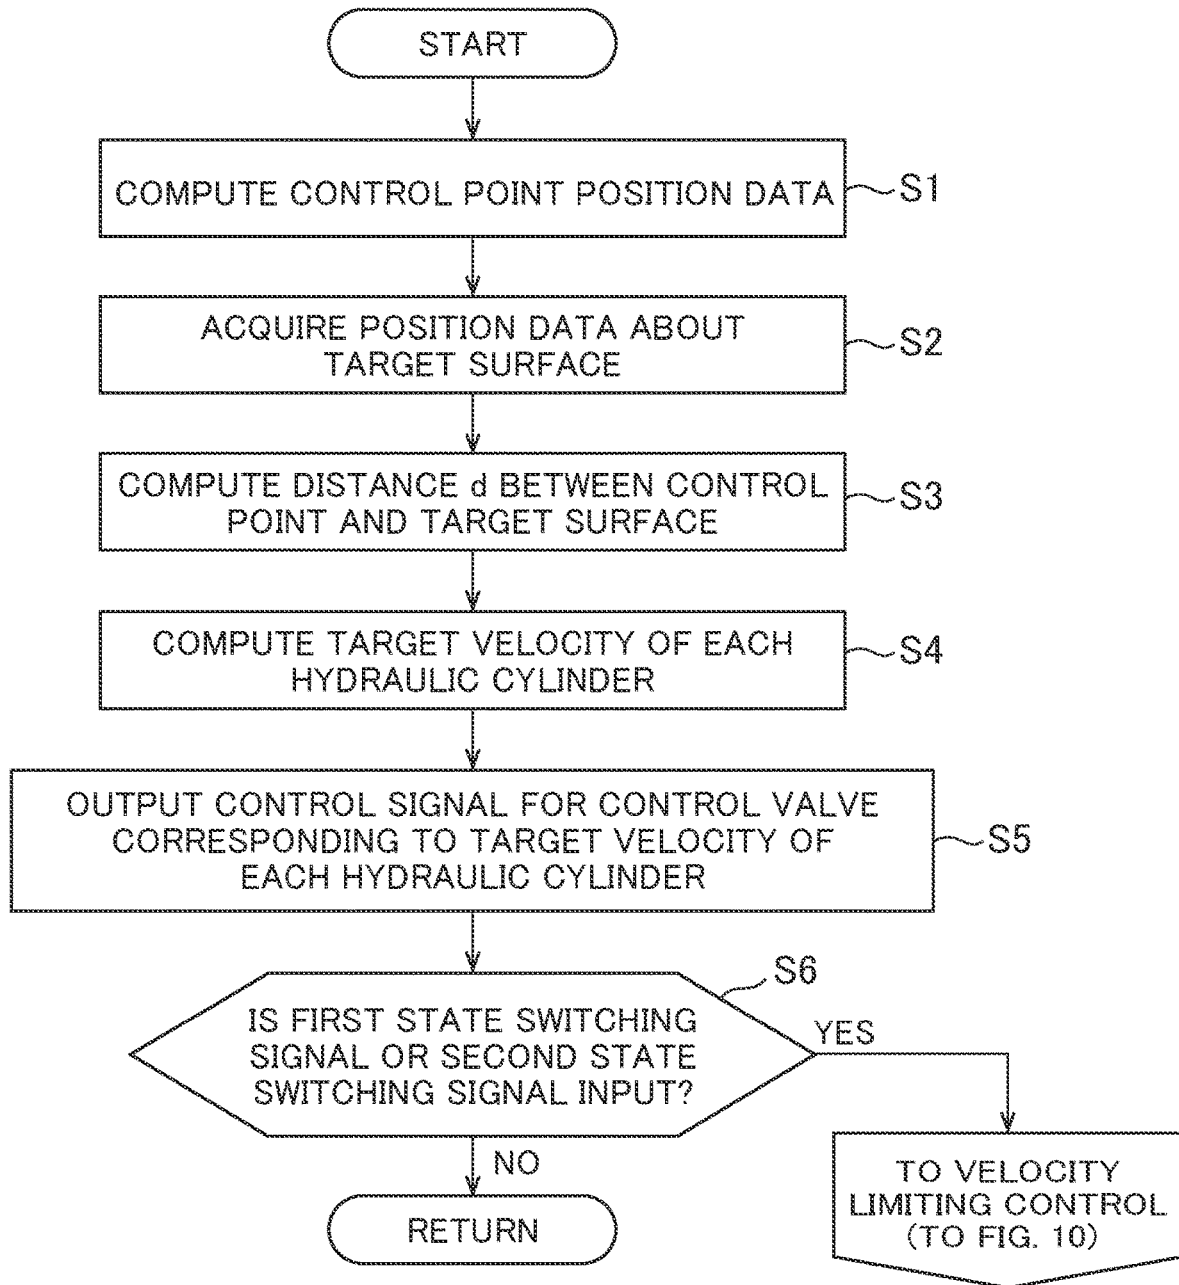 START
COMPUTE CONTROL POINT POSITION DATA
S1
ACQUIRE POSITION DATA ABOUT
TARGET SURFACE
S2
COMPUTE DISTANCE d BETWEEN CONTROL
POINT AND TARGET SURFACE
S3
COMPUTE TARGET VELOCITY OF EACH
HYDRAULIC CYLINDER
S4
OUTPUT CONTROL SIGNAL FOR CONTROL VALVE
CORRESPONDING TO TARGET VELOCITY OF
EACH HYDRAULIC CYLINDER
S5
S6
IS FIRST STATE SWITCHING
SIGNAL OR SECOND STATE
SWITCHING SIGNAL INPUT?
YES
NO
RETURN
TO VELOCITY
LIMITING CONTROL
(TO FIG. 10)